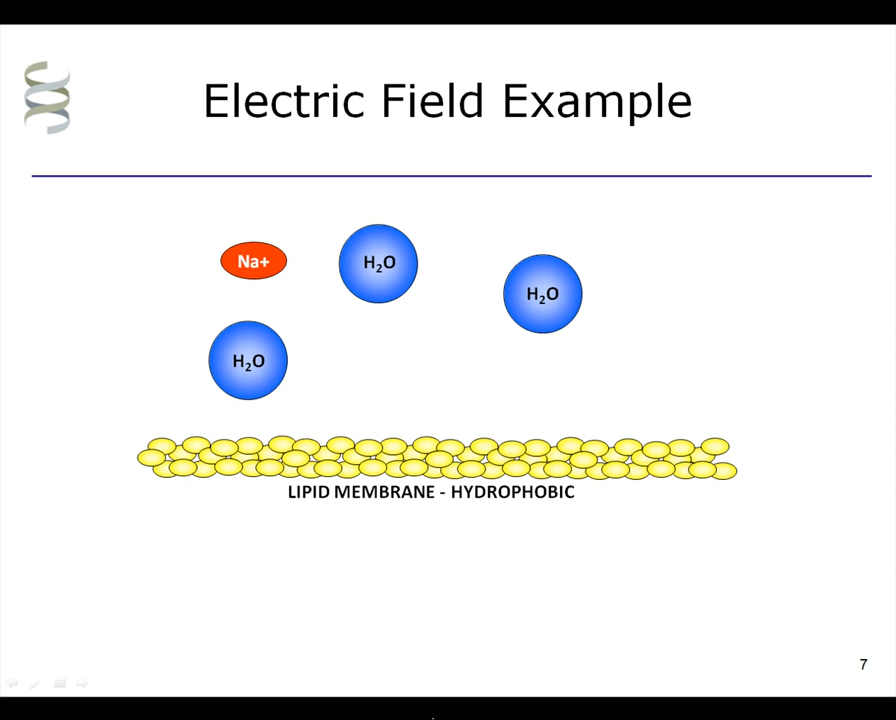 Electric Field Example
Na+
H₂O
H₂O
H₂O
LIPID MEMBRANE - HYDROPHOBIC
7